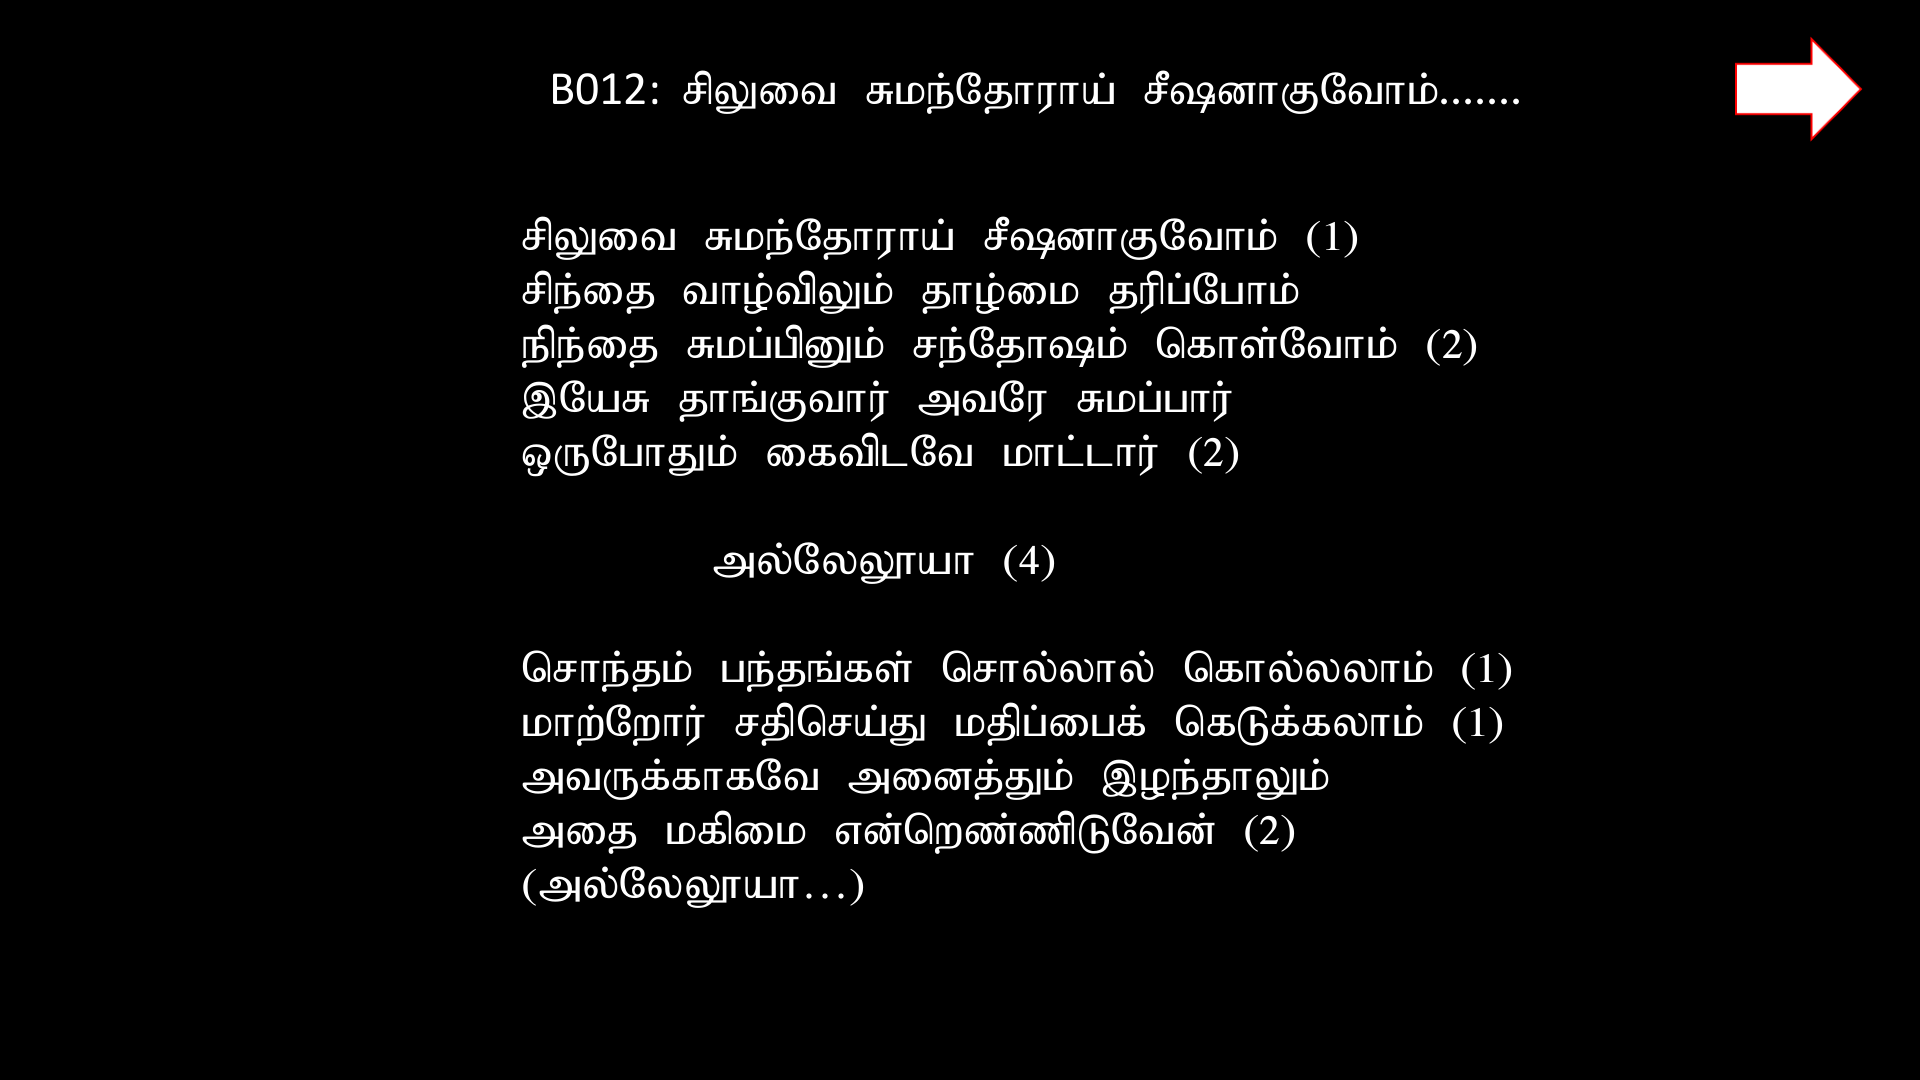 B012: சிலுவை சுமந்தோராய் சீஷனாகுவோம்.......
சிலுவை சுமந்தோராய் சீஷனாகுவோம் (1)
சிந்தை வாழ்விலும் தாழ்மை தரிப்போம்
நிந்தை சுமப்பினும் சந்தோஷம் கொள்வோம் (2)
இயேசு தாங்குவார் அவரே சுமப்பார்
ஒருபோதும் கைவிடவே மாட்டார் (2)
அல்லேலூயா (4)
சொந்தம் பந்தங்கள் சொல்லால் கொல்லலாம் (1)
மாற்றோர் சதிசெய்து மதிப்பைக் கெடுக்கலாம் (1)
அவருக்காகவே அனைத்தும் இழந்தாலும்
அதை மகிமை என்றெண்ணிடுவேன் (2)
(அல்லேலூயா...)